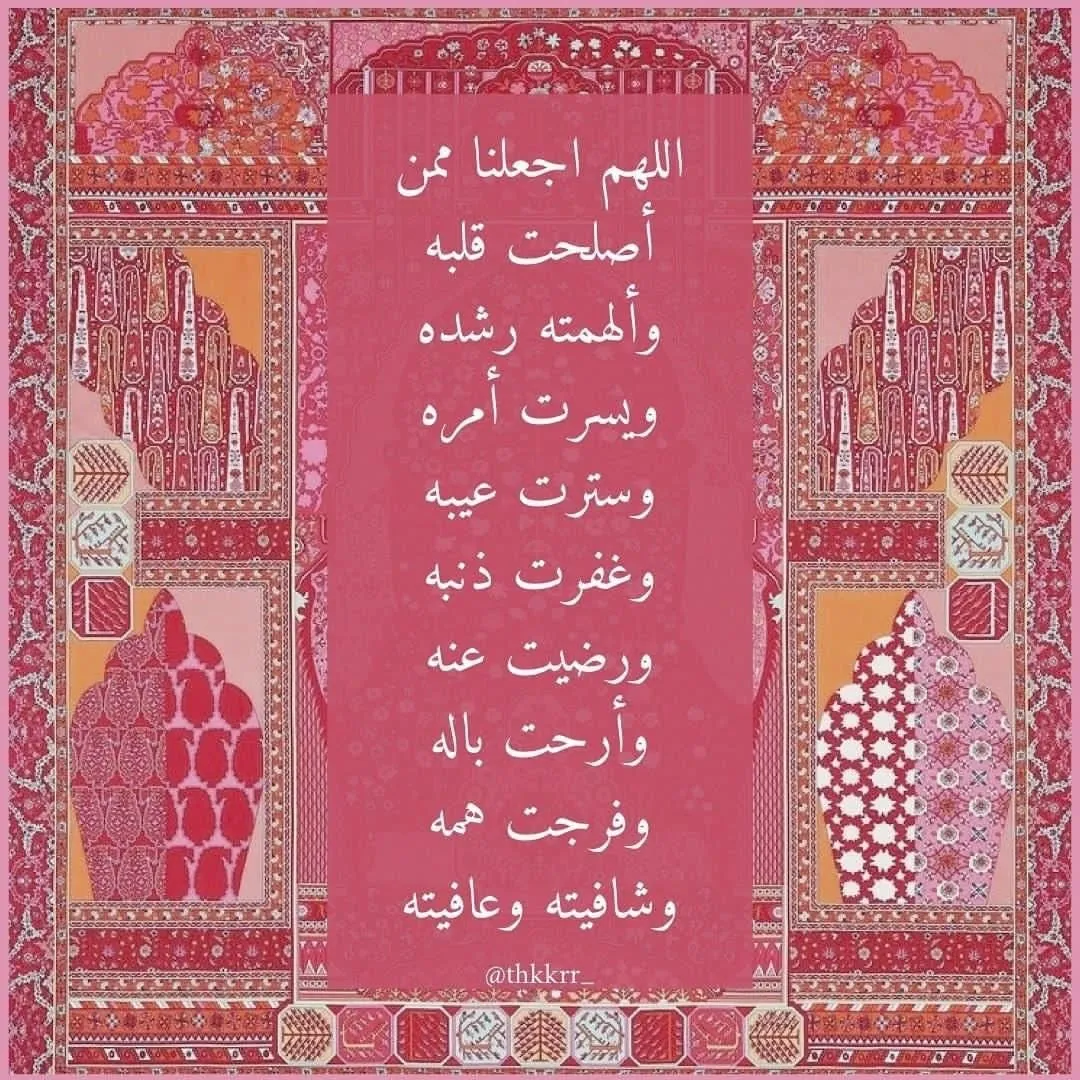 اللهم اجعلنا ممن
أصلحت قلبه
وألهمته رشده
ويسرت أمره
وسترت عيبه
وغفرت ذنبه
ورضيت عنه
وأرحت باله
وفرجت همه
وشافيته وعافيته
@thkkrr_